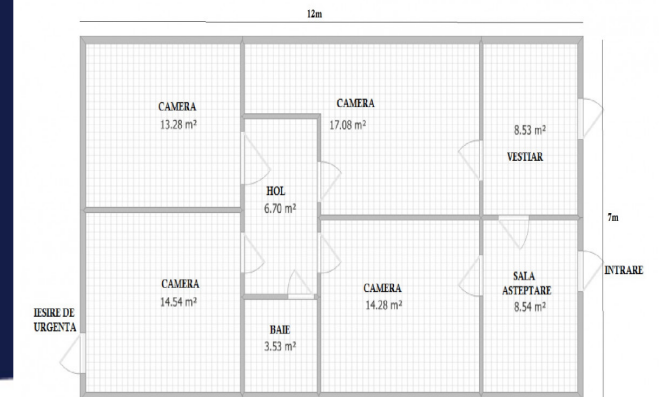 12m
CAMERA
13.28 m²
CAMERA
17.08 m²
8.53 m²
VESTIAR
HOL
6.70 m²
7m
CAMERA
14.54 m²
CAMERA
14.28 m²
SALA
ASTEPTARE
8.54 m²
INTRARE
IESIRE DE
URGENTA
BAIE
3.53 m²